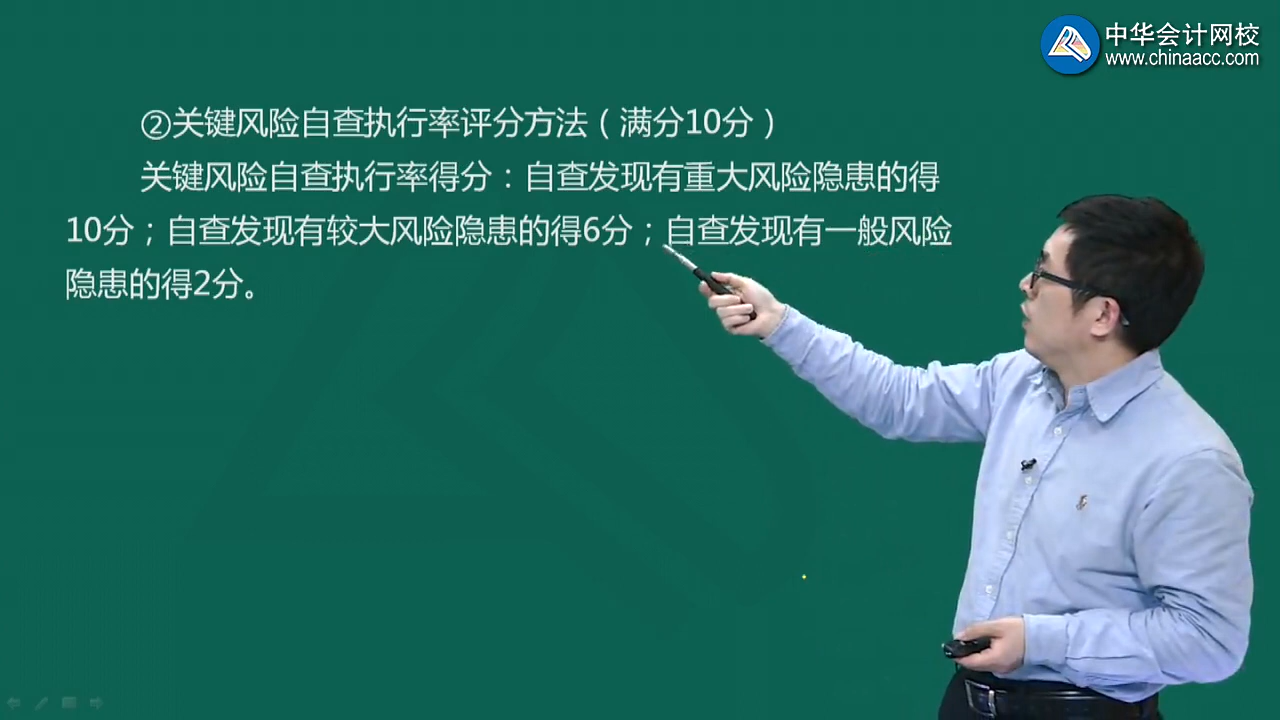 中华会计网校
www.chinaacc.com
②关键风险自查执行率评分方法（满分10分）
关键风险自查执行率得分：自查发现有重大风险隐患的得
10分；自查发现有较大风险隐患的得6分；自查发现有一般风险
隐患的得2分。